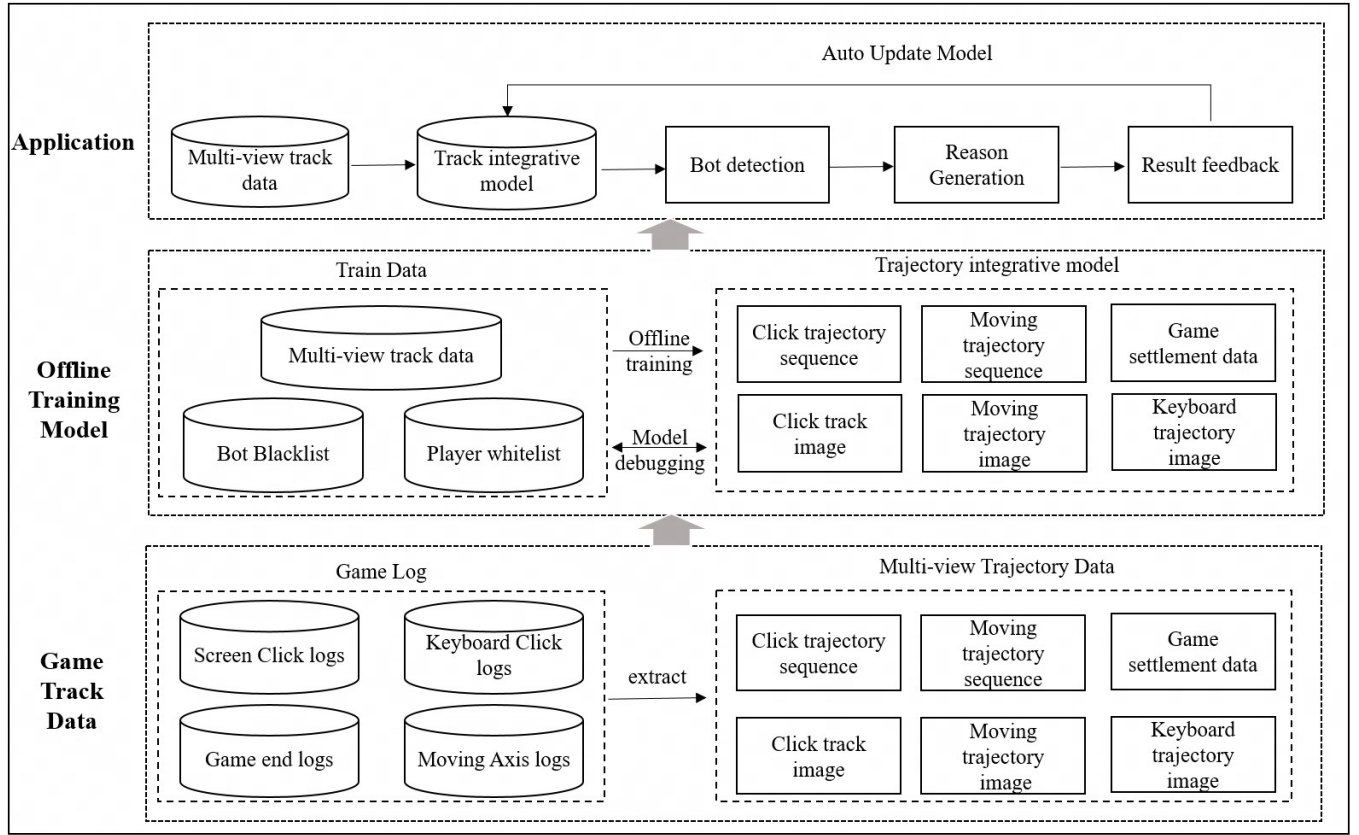 Auto Update Model
Application
Multi-view track
data
Track integrative
model
Bot detection
Reason
Generation
Result feedback
Train Data
Trajectory integrative model
Offline
Training
Model
Multi-view track data
Bot Blacklist
Player whitelist
Offline
training
Model
debugging
Click trajectory
sequence
Moving
trajectory
sequence
Game
settlement data
Click track
image
Moving
trajectory
image
Keyboard
trajectory
image
Game Log
Multi-view Trajectory Data
Game
Track
Data
Screen Click logs
Keyboard Click
logs
Game end logs
Moving Axis logs
extract
Click trajectory
sequence
Moving
trajectory
sequence
Game
settlement data
Click track
image
Moving
trajectory
image
Keyboard
trajectory
image